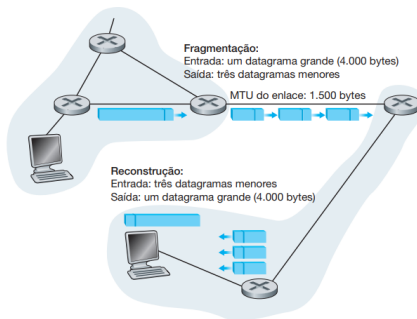 Fragmentação:
Entrada: um datagrama grande (4.000 bytes)
Saída: três datagramas menores
MTU do enlace: 1.500 bytes
Reconstrução:
Entrada: três datagramas menores
Saída: um datagrama grande (4.000 bytes)